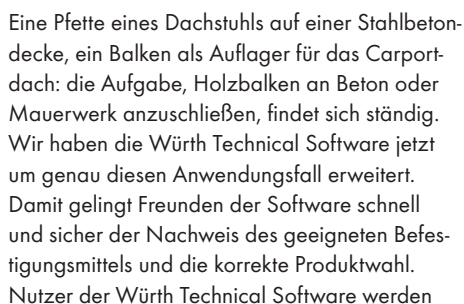 Eine Pfette eines Dachstuhls auf einer Stahlbeton-
decke, ein Balken als Auflager für das Carport-
dach: die Aufgabe, Holzbalken an Beton oder
Mauerwerk anzuschließen, findet sich ständig.
Wir haben die Würth Technical Software jetzt
um genau diesen Anwendungsfall erweitert.
Damit gelingt Freunden der Software schnell
und sicher der Nachweis des geeigneten Befes-
tigungsmittels und die korrekte Produktwahl.
Nutzer der Würth Technical Software werden